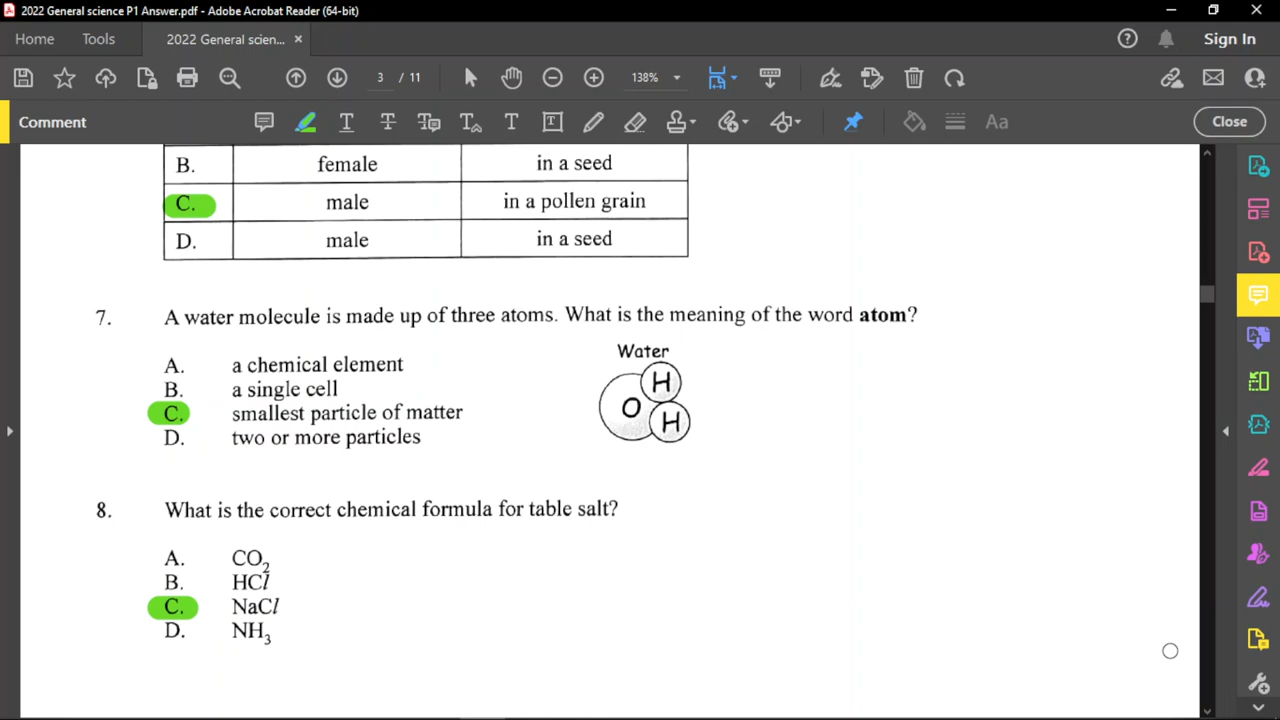 2022 General science P1 Answer.pdf - Adobe Acrobat Reader (64-bit)
Home Tools 2022 General scien... × Sign In
3 / 11 138%
Comment Aa Close
B. female in a seed
C. male in a pollen grain
D. male in a seed
7. A water molecule is made up of three atoms. What is the meaning of the word atom?
Water
A. a chemical element
B. a single cell
C. smallest particle of matter
D. two or more particles
H
O
H
8. What is the correct chemical formula for table salt?
A. CO₂
B. HCl
C. NaCl
D. NH₃